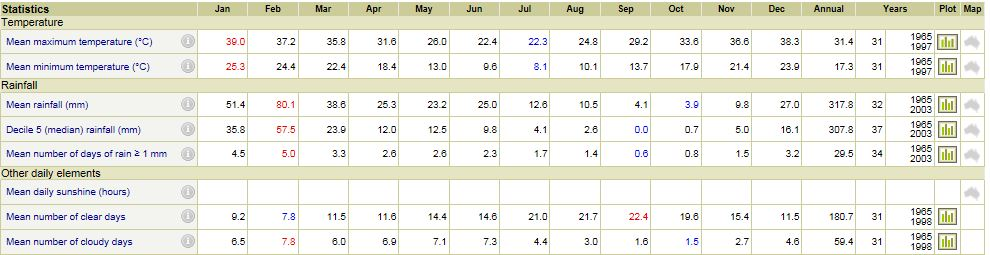 Statistics Jan Feb Mar Apr May Jun Jul Aug Sep Oct Nov Dec Annual Years Plot Map
Temperature
Mean maximum temperature (°C) 39.0 37.2 35.8 31.6 26.0 22.4 22.3 24.8 29.2 33.6 36.6 38.3 31.4 31 1965 1997
Mean minimum temperature (°C) 25.3 24.4 22.4 18.4 13.0 9.6 8.1 10.1 13.7 17.9 21.4 23.9 17.3 31 1965 1997
Rainfall
Mean rainfall (mm) 51.4 80.1 38.6 25.3 23.2 25.0 12.6 10.5 4.1 3.9 9.8 27.0 317.8 32 1965 2003
Decile 5 (median) rainfall (mm) 35.8 57.5 23.9 12.0 12.5 9.8 4.1 2.6 0.0 0.7 5.0 16.1 307.8 37 1965 2003
Mean number of days of rain ≥ 1 mm 4.5 5.0 3.3 2.6 2.6 2.3 1.7 1.4 0.6 0.8 1.5 3.2 29.5 34 1965 2003
Other daily elements
Mean daily sunshine (hours)
Mean number of clear days 9.2 7.8 11.5 11.6 14.4 14.6 21.0 21.7 22.4 19.6 15.4 11.5 180.7 31 1965 1998
Mean number of cloudy days 6.5 7.8 6.0 6.9 7.1 7.3 4.4 3.0 1.6 1.5 2.7 4.6 59.4 31 1965 1998